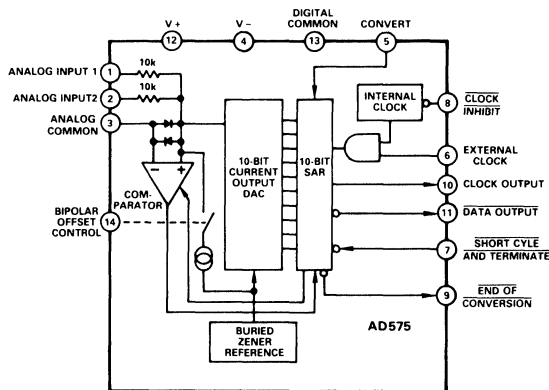 V +
12
V –
4
DIGITAL
COMMON
13
CONVERT
5
ANALOG INPUT 1
1
10k
ANALOG INPUT2
2
10k
ANALOG
COMMON
3
–
+
COM-
PARATOR
BIPOLAR
OFFSET
CONTROL
14
10-BIT
CURRENT
OUTPUT
DAC
10-BIT
SAR
BURIED
ZENER
REFERENCE
INTERNAL
CLOCK
8
CLOCK
INHIBIT
6
EXTERNAL
CLOCK
10
CLOCK OUTPUT
11
DATA OUTPUT
7
SHORT CYLE
AND TERMINATE
9
END OF
CONVERSION
AD575